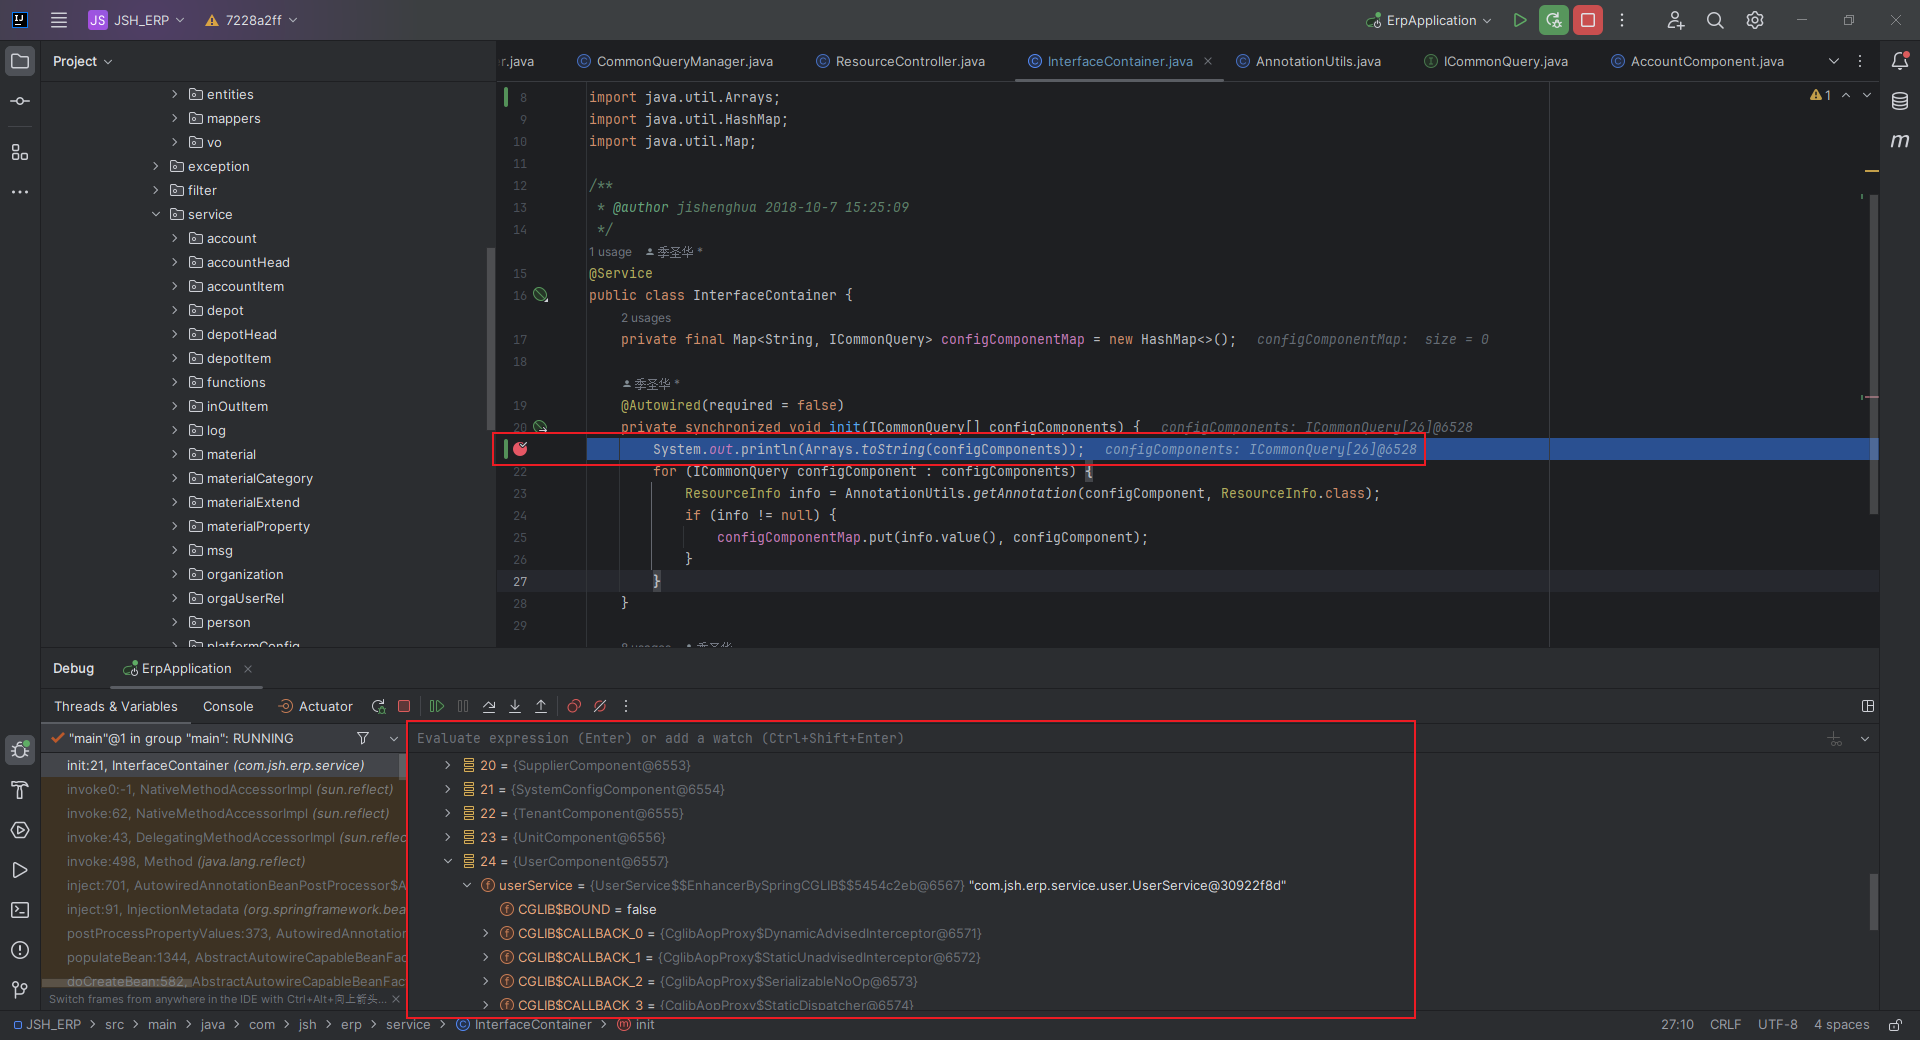 JS JSH_ERP 7228a2ff ErpApplication
Project
r.java CommonQueryManager.java ResourceController.java InterfaceContainer.java AnnotationUtils.java ICommonQuery.java AccountComponent.java
entities
mappers
vo
exception
filter
service
account
accountHead
accountItem
depot
depotHead
depotItem
functions
inOutItem
log
material
materialCategory
materialExtend
materialProperty
msg
organization
orgaUserRel
person
platformConfig
1
8 import java.util.Arrays;
9 import java.util.HashMap;
10 import java.util.Map;
11
12 /**
13 * @author jishenghua 2018-10-7 15:25:09
14 */
1 usage 季圣华 *
15 @Service
16 public class InterfaceContainer {
2 usages
17 private final Map<String, ICommonQuery> configComponentMap = new HashMap<>(); configComponentMap: size = 0
18
季圣华 *
19 @Autowired(required = false)
20 private synchronized void init(ICommonQuery[] configComponents) { configComponents: ICommonQuery[26]@6528
System.out.println(Arrays.toString(configComponents)); configComponents: ICommonQuery[26]@6528
22 for (ICommonQuery configComponent : configComponents) {
23 ResourceInfo info = AnnotationUtils.getAnnotation(configComponent, ResourceInfo.class);
24 if (info != null) {
25 configComponentMap.put(info.value(), configComponent);
26 }
27 }
28 }
29
季圣华
Debug ErpApplication
Threads & Variables Console Actuator
"main"@1 in group "main": RUNNING
init:21, InterfaceContainer (com.jsh.erp.service)
invoke0:-1, NativeMethodAccessorImpl (sun.reflect)
invoke:62, NativeMethodAccessorImpl (sun.reflect)
invoke:43, DelegatingMethodAccessorImpl (sun.reflec
invoke:498, Method (java.lang.reflect)
inject:701, AutowiredAnnotationBeanPostProcessor$A
inject:91, InjectionMetadata (org.springframework.bea
postProcessPropertyValues:373, AutowiredAnnotation
populateBean:1344, AbstractAutowireCapableBeanFac
doCreateBean:582, AbstractAutowireCapableBeanFac
Switch frames from anywhere in the IDE with Ctrl+Alt+向上箭头...
Evaluate expression (Enter) or add a watch (Ctrl+Shift+Enter)
20 = {SupplierComponent@6553}
21 = {SystemConfigComponent@6554}
22 = {TenantComponent@6555}
23 = {UnitComponent@6556}
24 = {UserComponent@6557}
userService = {UserService$$EnhancerBySpringCGLIB$$5454c2eb@6567} "com.jsh.erp.service.user.UserService@30922f8d"
CGLIB$BOUND = false
CGLIB$CALLBACK_0 = {CglibAopProxy$DynamicAdvisedInterceptor@6571}
CGLIB$CALLBACK_1 = {CglibAopProxy$StaticUnadvisedInterceptor@6572}
CGLIB$CALLBACK_2 = {CglibAopProxy$SerializableNoOp@6573}
CGLIB$CALLBACK_3 = {CglibAopProxy$StaticDispatcher@6574}
JSH_ERP > src > main > java > com > jsh > erp > service > InterfaceContainer > init
27:10 CRLF UTF-8 4 spaces